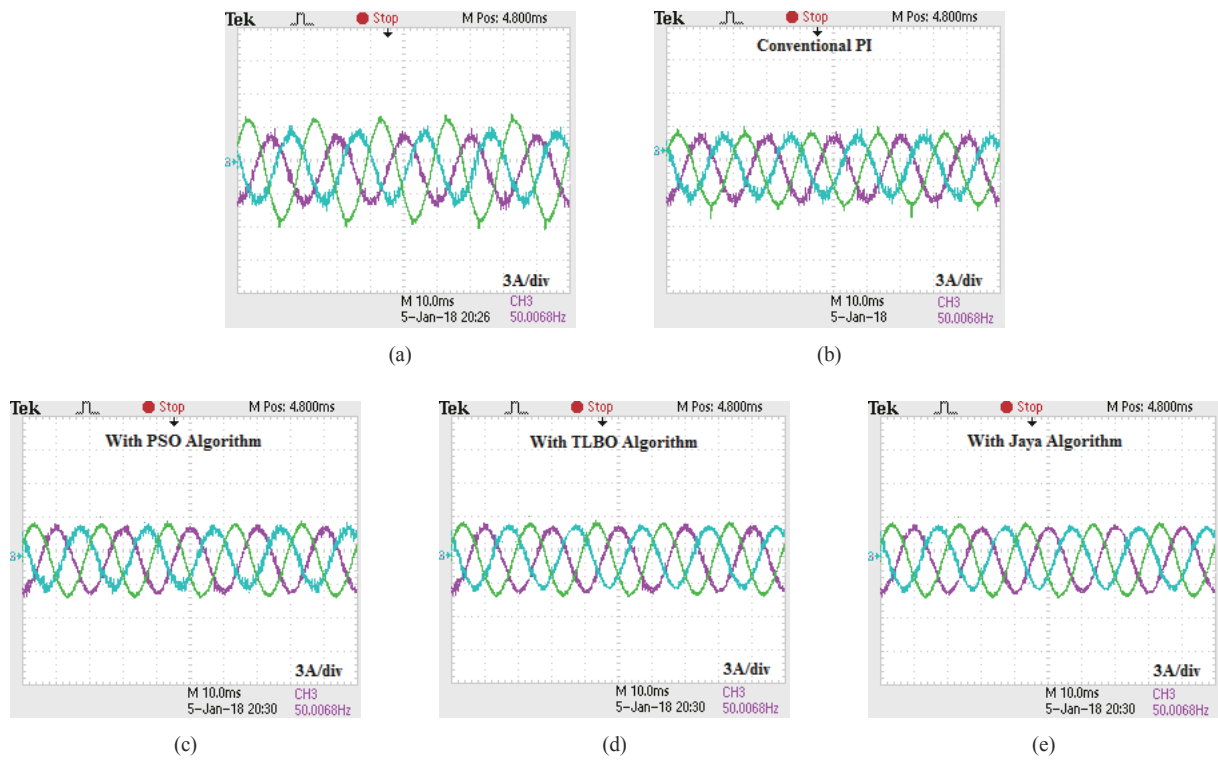 Tek Stop M Pos: 4.800ms
3A/div
M 10.0ms CH3
5-Jan-18 20:26 50.0068Hz
(a)
Tek Stop M Pos: 4.800ms
Conventional PI
3A/div
M 10.0ms CH3
5-Jan-18 50.0068Hz
(b)
Tek Stop M Pos: 4.800ms
With PSO Algorithm
3A/div
M 10.0ms CH3
5-Jan-18 20:30 50.0068Hz
(c)
Tek Stop M Pos: 4.800ms
With TLBO Algorithm
3A/div
M 10.0ms CH3
5-Jan-18 20:30 50.0068Hz
(d)
Tek Stop M Pos: 4.800ms
With Jaya Algorithm
3A/div
M 10.0ms CH3
5-Jan-18 20:30 50.0068Hz
(e)